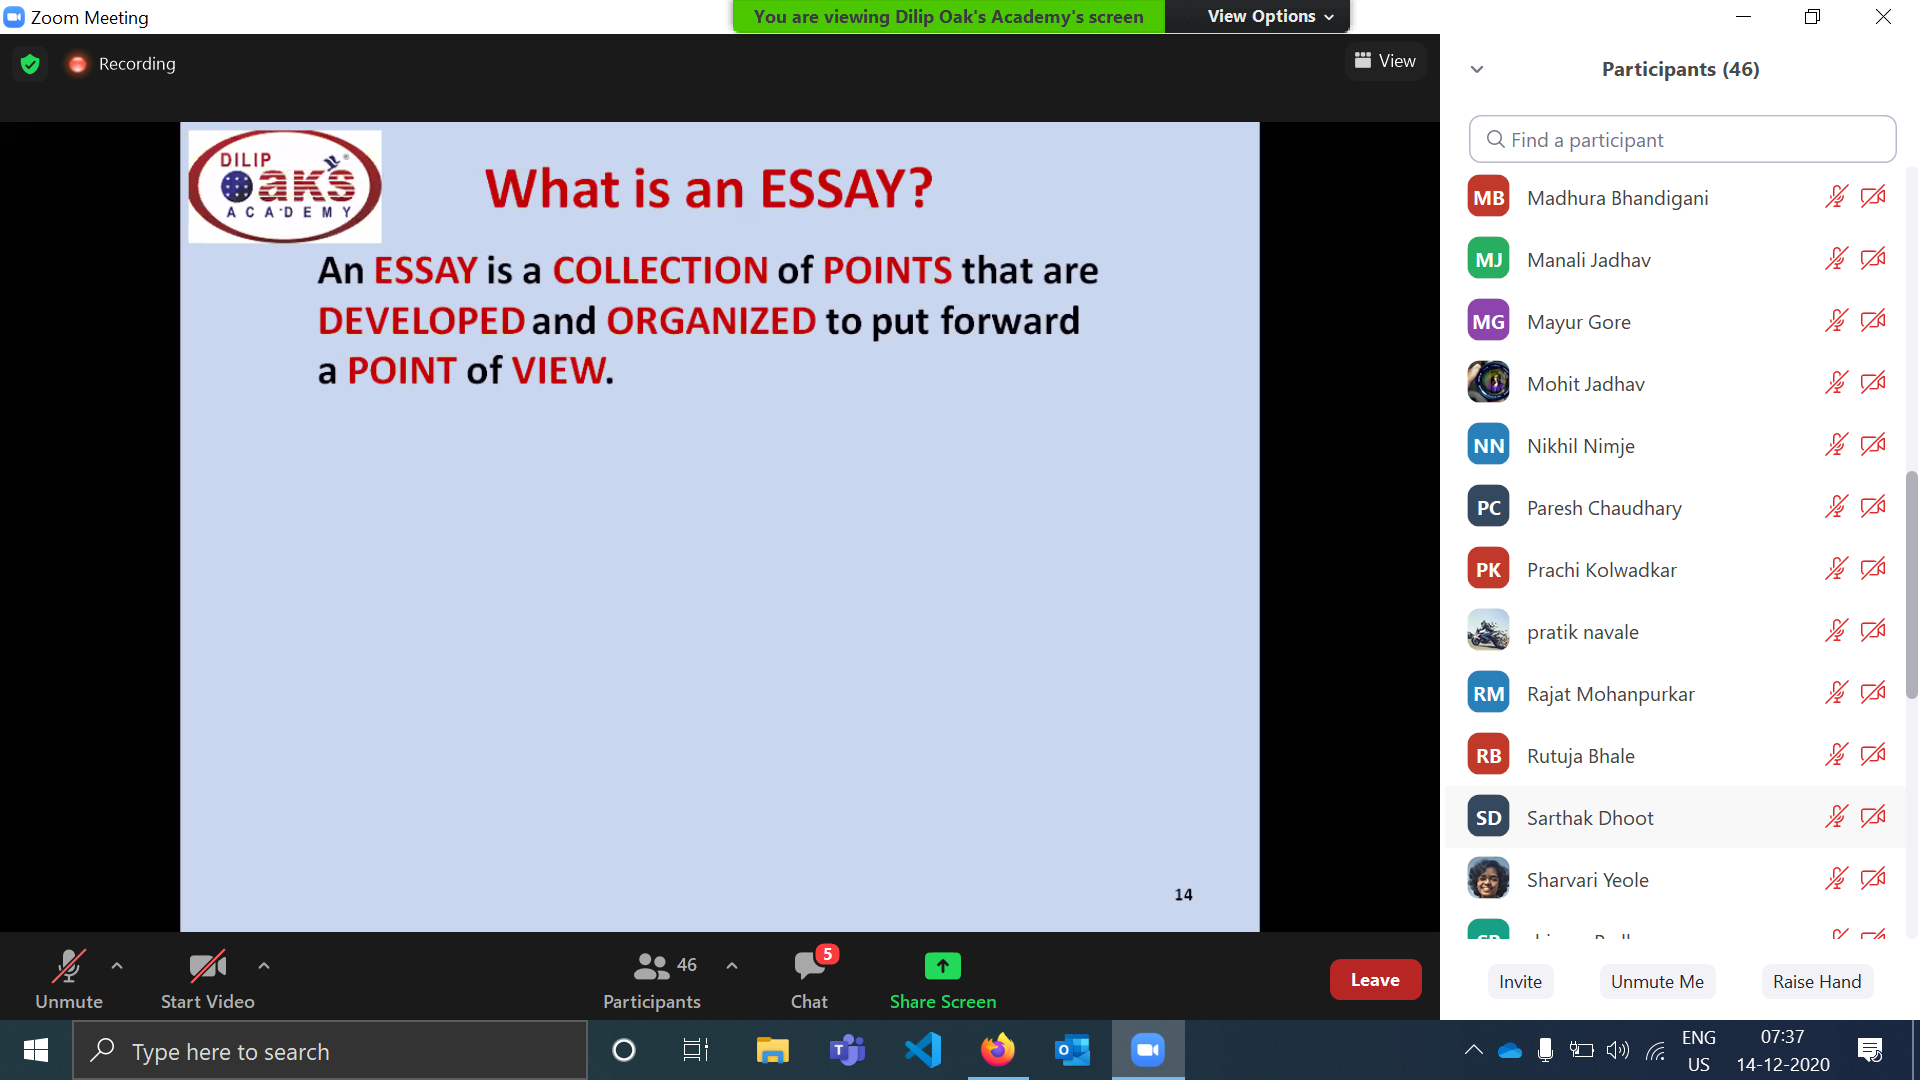 Zoom Meeting
You are viewing Dilip Oak's Academy's screen
View Options
Recording
View
DILIP
Oak's
ACADEMY
What is an ESSAY?
An ESSAY is a COLLECTION of POINTS that are
DEVELOPED and ORGANIZED to put forward
a POINT of VIEW.
14
Participants (46)
Find a participant
MB Madhura Bhandigani
MJ Manali Jadhav
MG Mayur Gore
Mohit Jadhav
NN Nikhil Nimje
PC Paresh Chaudhary
PK Prachi Kolwadkar
pratik navale
RM Rajat Mohanpurkar
RB Rutuja Bhale
SD Sarthak Dhoot
Sharvari Yeole
Invite
Unmute Me
Raise Hand
Unmute
Start Video
46
Participants
5
Chat
Share Screen
Leave
Type here to search
ENG
US
07:37
14-12-2020